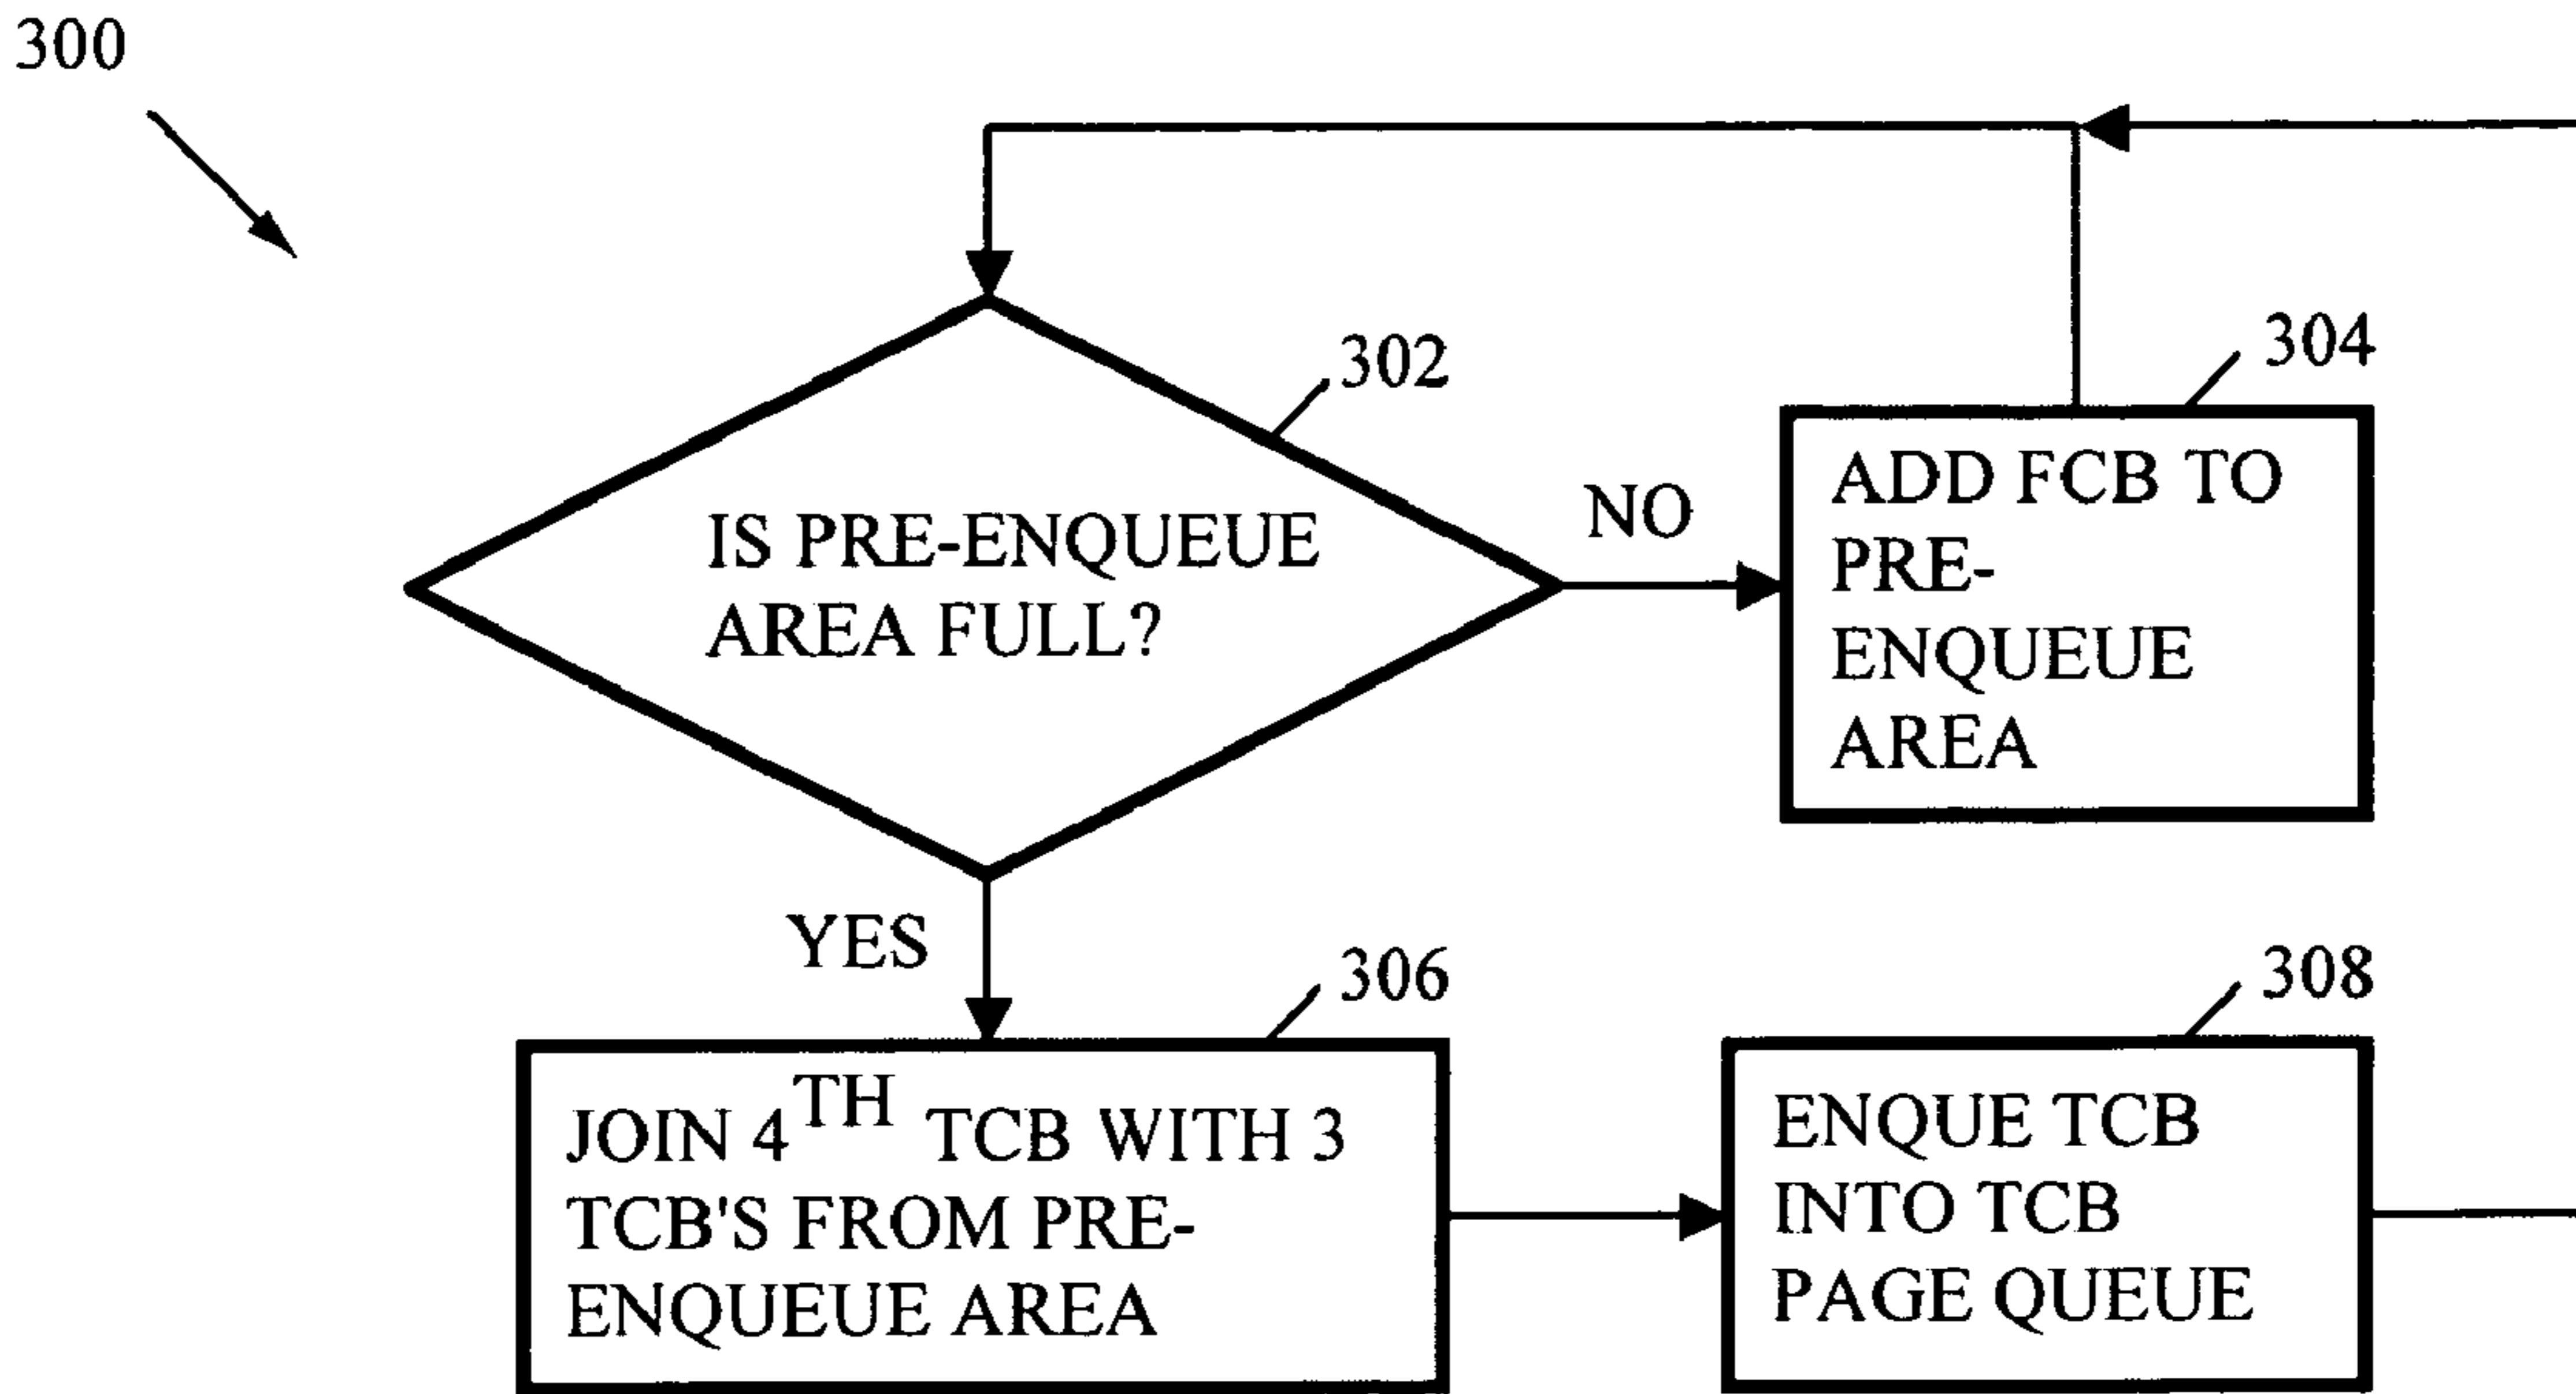 300
302
304
IS PRE-ENQUEUE
AREA FULL?
NO
ADD FCB TO
PRE-
ENQUEUE
AREA
YES
306
308
JOIN 4TH TCB WITH 3
TCB'S FROM PRE-
ENQUEUE AREA
ENQUE TCB
INTO TCB
PAGE QUEUE